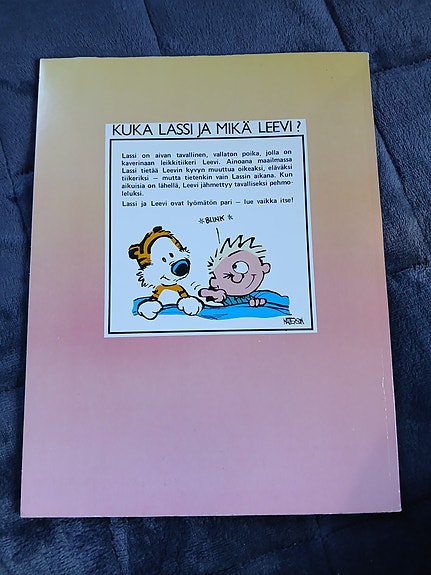 KUKA LASSI JA MIKÄ LEEVI?
Lassi on aivan tavallinen, vallaton poika, jolla on
kaverinaan leikkitiikeri Leevi. Ainoana maailmassa
Lassi tietää Leevin kyvyn muuttua oikeaksi, eläväksi
tiikeriksi – mutta tietenkin vain Lassin aikana. Kun
aikuisia on lähellä, Leevi jähmettyy tavalliseksi pehmo-
leluksi.
Lassi ja Leevi ovat lyömätön pari – lue vaikka itse!
*BLINK*
WATTERSON